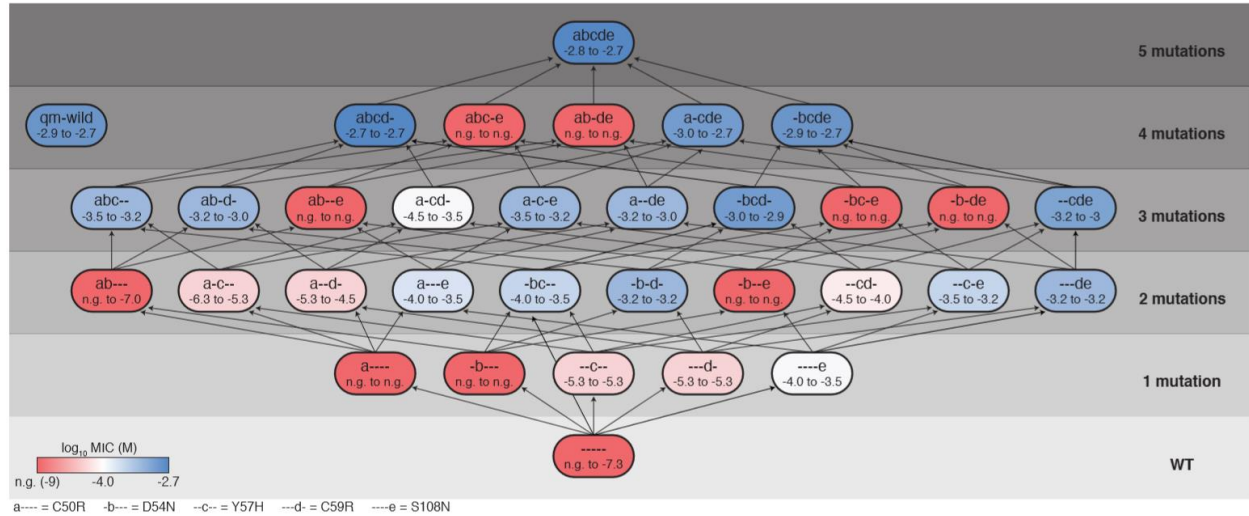 abcde
-2.8 to -2.7
5 mutations
qm-wild
-2.9 to -2.7
abcd-
-2.7 to -2.7
abc-e
n.g. to n.g.
ab-de
n.g. to n.g.
a-cde
-3.0 to -2.7
-bcde
-2.9 to -2.7
4 mutations
abc--
-3.5 to -3.2
ab-d-
-3.2 to -3.0
ab--e
n.g. to n.g.
a-cd-
-4.5 to -3.5
a-c-e
-3.5 to -3.2
a--de
-3.2 to -3.0
-bcd-
-3.0 to -2.9
-bc-e
n.g. to n.g.
-b-de
n.g. to n.g.
--cde
-3.2 to -3
3 mutations
ab---
n.g. to -7.0
a-c--
-6.3 to -5.3
a--d-
-5.3 to -4.5
a---e
-4.0 to -3.5
-bc--
-4.0 to -3.5
-b-d-
-3.2 to -3.2
-b--e
n.g. to n.g.
--cd-
-4.5 to -4.0
--c-e
-3.5 to -3.2
---de
-3.2 to -3.2
2 mutations
a----
n.g. to n.g.
-b---
n.g. to n.g.
--c--
-5.3 to -5.3
---d-
-5.3 to -5.3
----e
-4.0 to -3.5
1 mutation
-----
n.g. to -7.3
WT
log10 MIC (M)
n.g. (-9) -4.0 -2.7
a---- = C50R -b--- = D54N --c-- = Y57H ---d- = C59R ----e = S108N